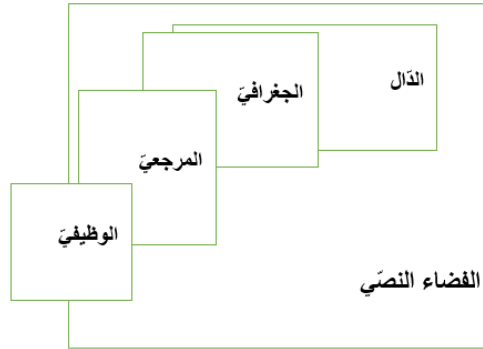 الدّال
الجغرافيّ
المرجعيّ
الوظيفيّ
الفضاء النصّي